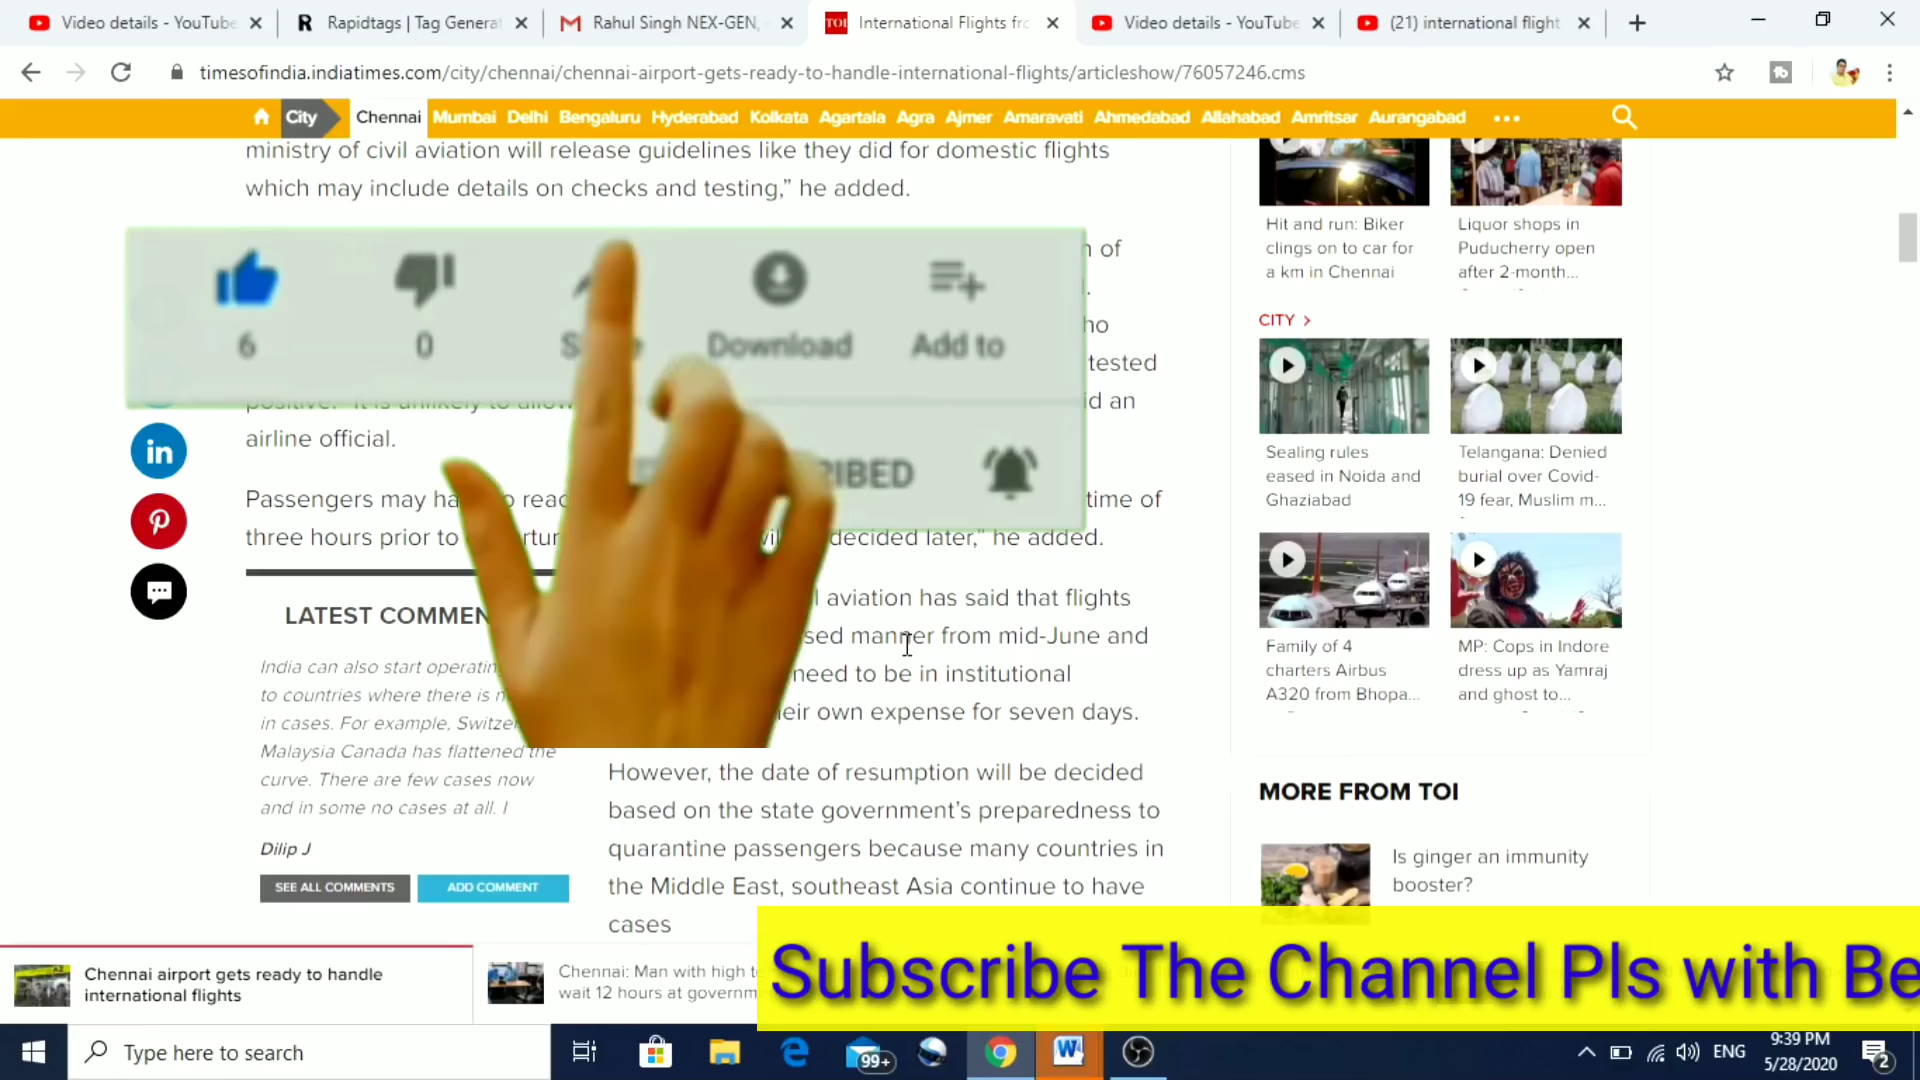 Video details - YouTube
Rapidtags | Tag Generat
Rahul Singh NEX-GEN,
TOI International Flights fro
Video details - YouTube
(21) international flight
timesofindia.indiatimes.com/city/chennai/chennai-airport-gets-ready-to-handle-international-flights/articleshow/76057246.cms
City Chennai Mumbai Delhi Bengaluru Hyderabad Kolkata Agartala Agra Ajmer Amaravati Ahmedabad Allahabad Amritsar Aurangabad
ministry of civil aviation will release guidelines like they did for domestic flights
which may include details on checks and testing,” he added.
of
tested
6 0 Download Add to
an
airline official.
Passengers may time of
three hours prior to decided later,” he added.
aviation has said that flights
manner from mid-June and
need to be in institutional
own expense for seven days.
However, the date of resumption will be decided
based on the state government’s preparedness to
quarantine passengers because many countries in
the Middle East, southeast Asia continue to have
cases
LATEST
India can also start
to countries where there is
in cases. For example,
Malaysia Canada has flattened the
curve. There are few cases now
and in some no cases at all. I
Dilip J
SEE ALL COMMENTS ADD COMMENT
Hit and run: Biker
clings on to car for
a km in Chennai
Liquor shops in
Puducherry open
after 2-month...
CITY >
Sealing rules
eased in Noida and
Ghaziabad
Telangana: Denied
burial over Covid-
19 fear, Muslim m...
Family of 4
charters Airbus
A320 from Bhopa...
MP: Cops in Indore
dress up as Yamraj
and ghost to...
MORE FROM TOI
Is ginger an immunity
booster?
Chennai airport gets ready to handle
international flights
Chennai: Man with high
wait 12 hours at
Subscribe The Channel Pls with Be
Type here to search
99+
ENG
9:39 PM
5/28/2020
2